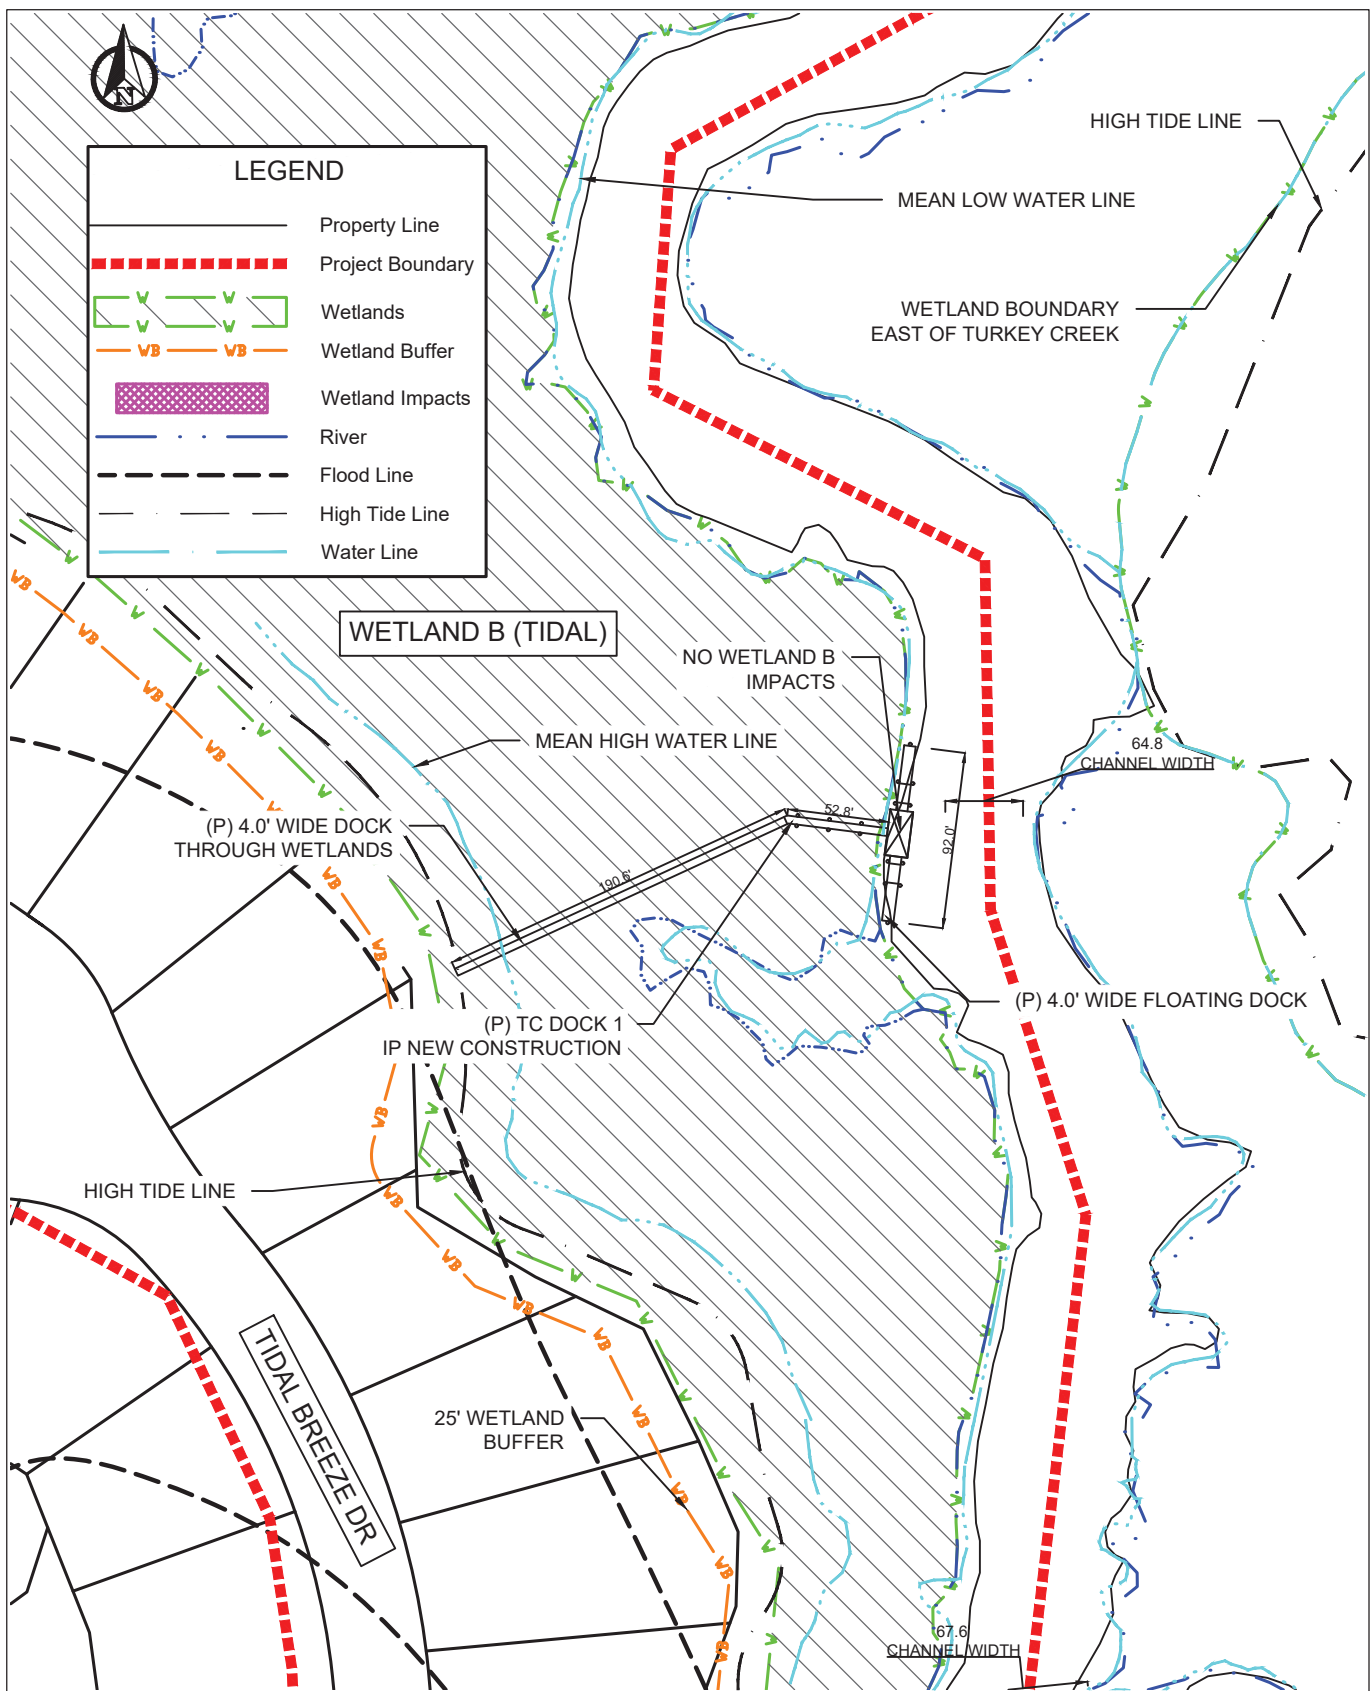 N
LEGEND
Property Line
Project Boundary
W W
W W
Wetlands
WB WB
Wetland Buffer
Wetland Impacts
River
Flood Line
High Tide Line
Water Line
HIGH TIDE LINE
MEAN LOW WATER LINE
WETLAND BOUNDARY
EAST OF TURKEY CREEK
WETLAND B (TIDAL)
NO WETLAND B
IMPACTS
MEAN HIGH WATER LINE
64.8
CHANNEL WIDTH
(P) 4.0' WIDE DOCK
THROUGH WETLANDS
52.8'
92.0'
190.6'
(P) 4.0' WIDE FLOATING DOCK
(P) TC DOCK 1
IP NEW CONSTRUCTION
HIGH TIDE LINE
TIDAL BREEZE DR
25' WETLAND
BUFFER
67.6
CHANNEL WIDTH